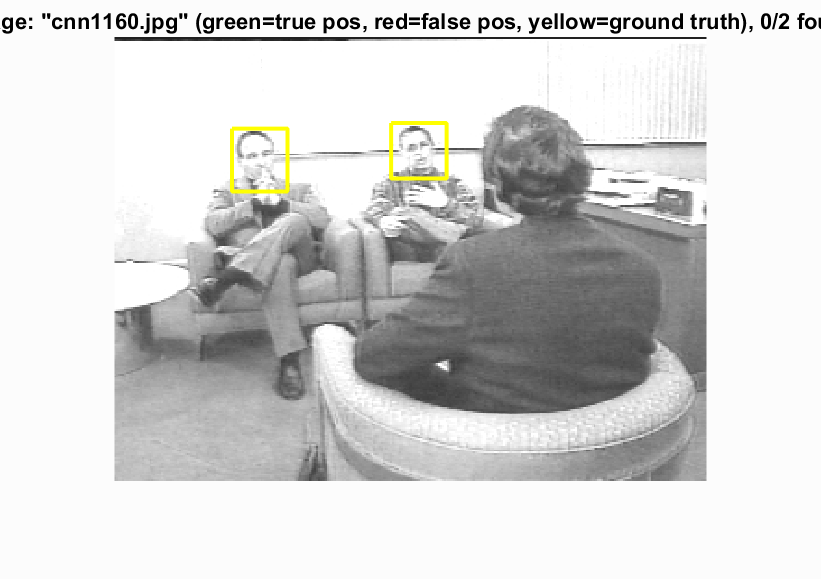 ge: "cnn1160.jpg" (green=true pos, red=false pos, yellow=ground truth), 0/2 fou